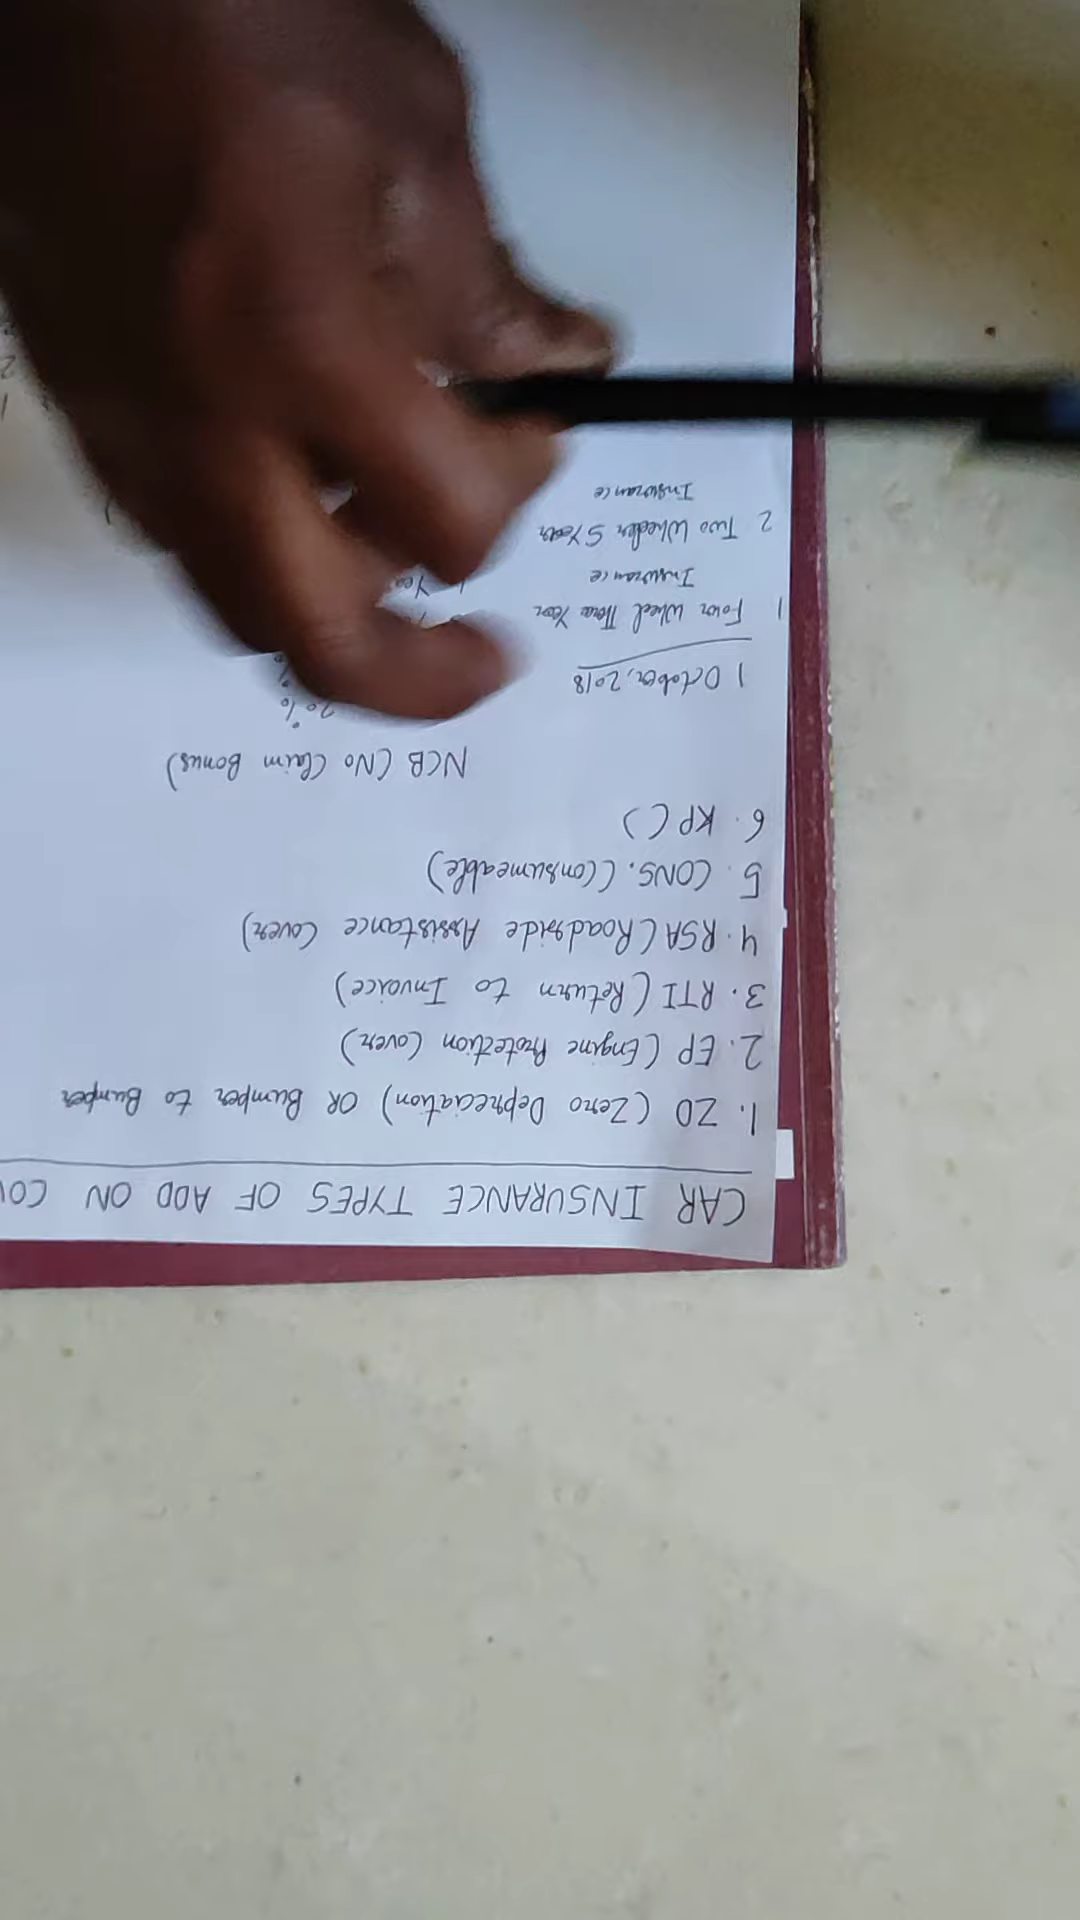 CAR INSURANCE TYPES OF ADD ON
1. ZD (Zero Depreciation) OR Bumper to Bumper
2. EP (Engine Protection Cover)
3. RTI (Return to Invoice)
4. RSA (Roadside Assistance Cover)
5. CONS. (Consumeable)
6. KP ( )
NCB (No Claim Bonus)
1 October, 2018
20%
1 Four Wheel Three Year
Insurance
2 Two Wheeler 5 Year
Insurance